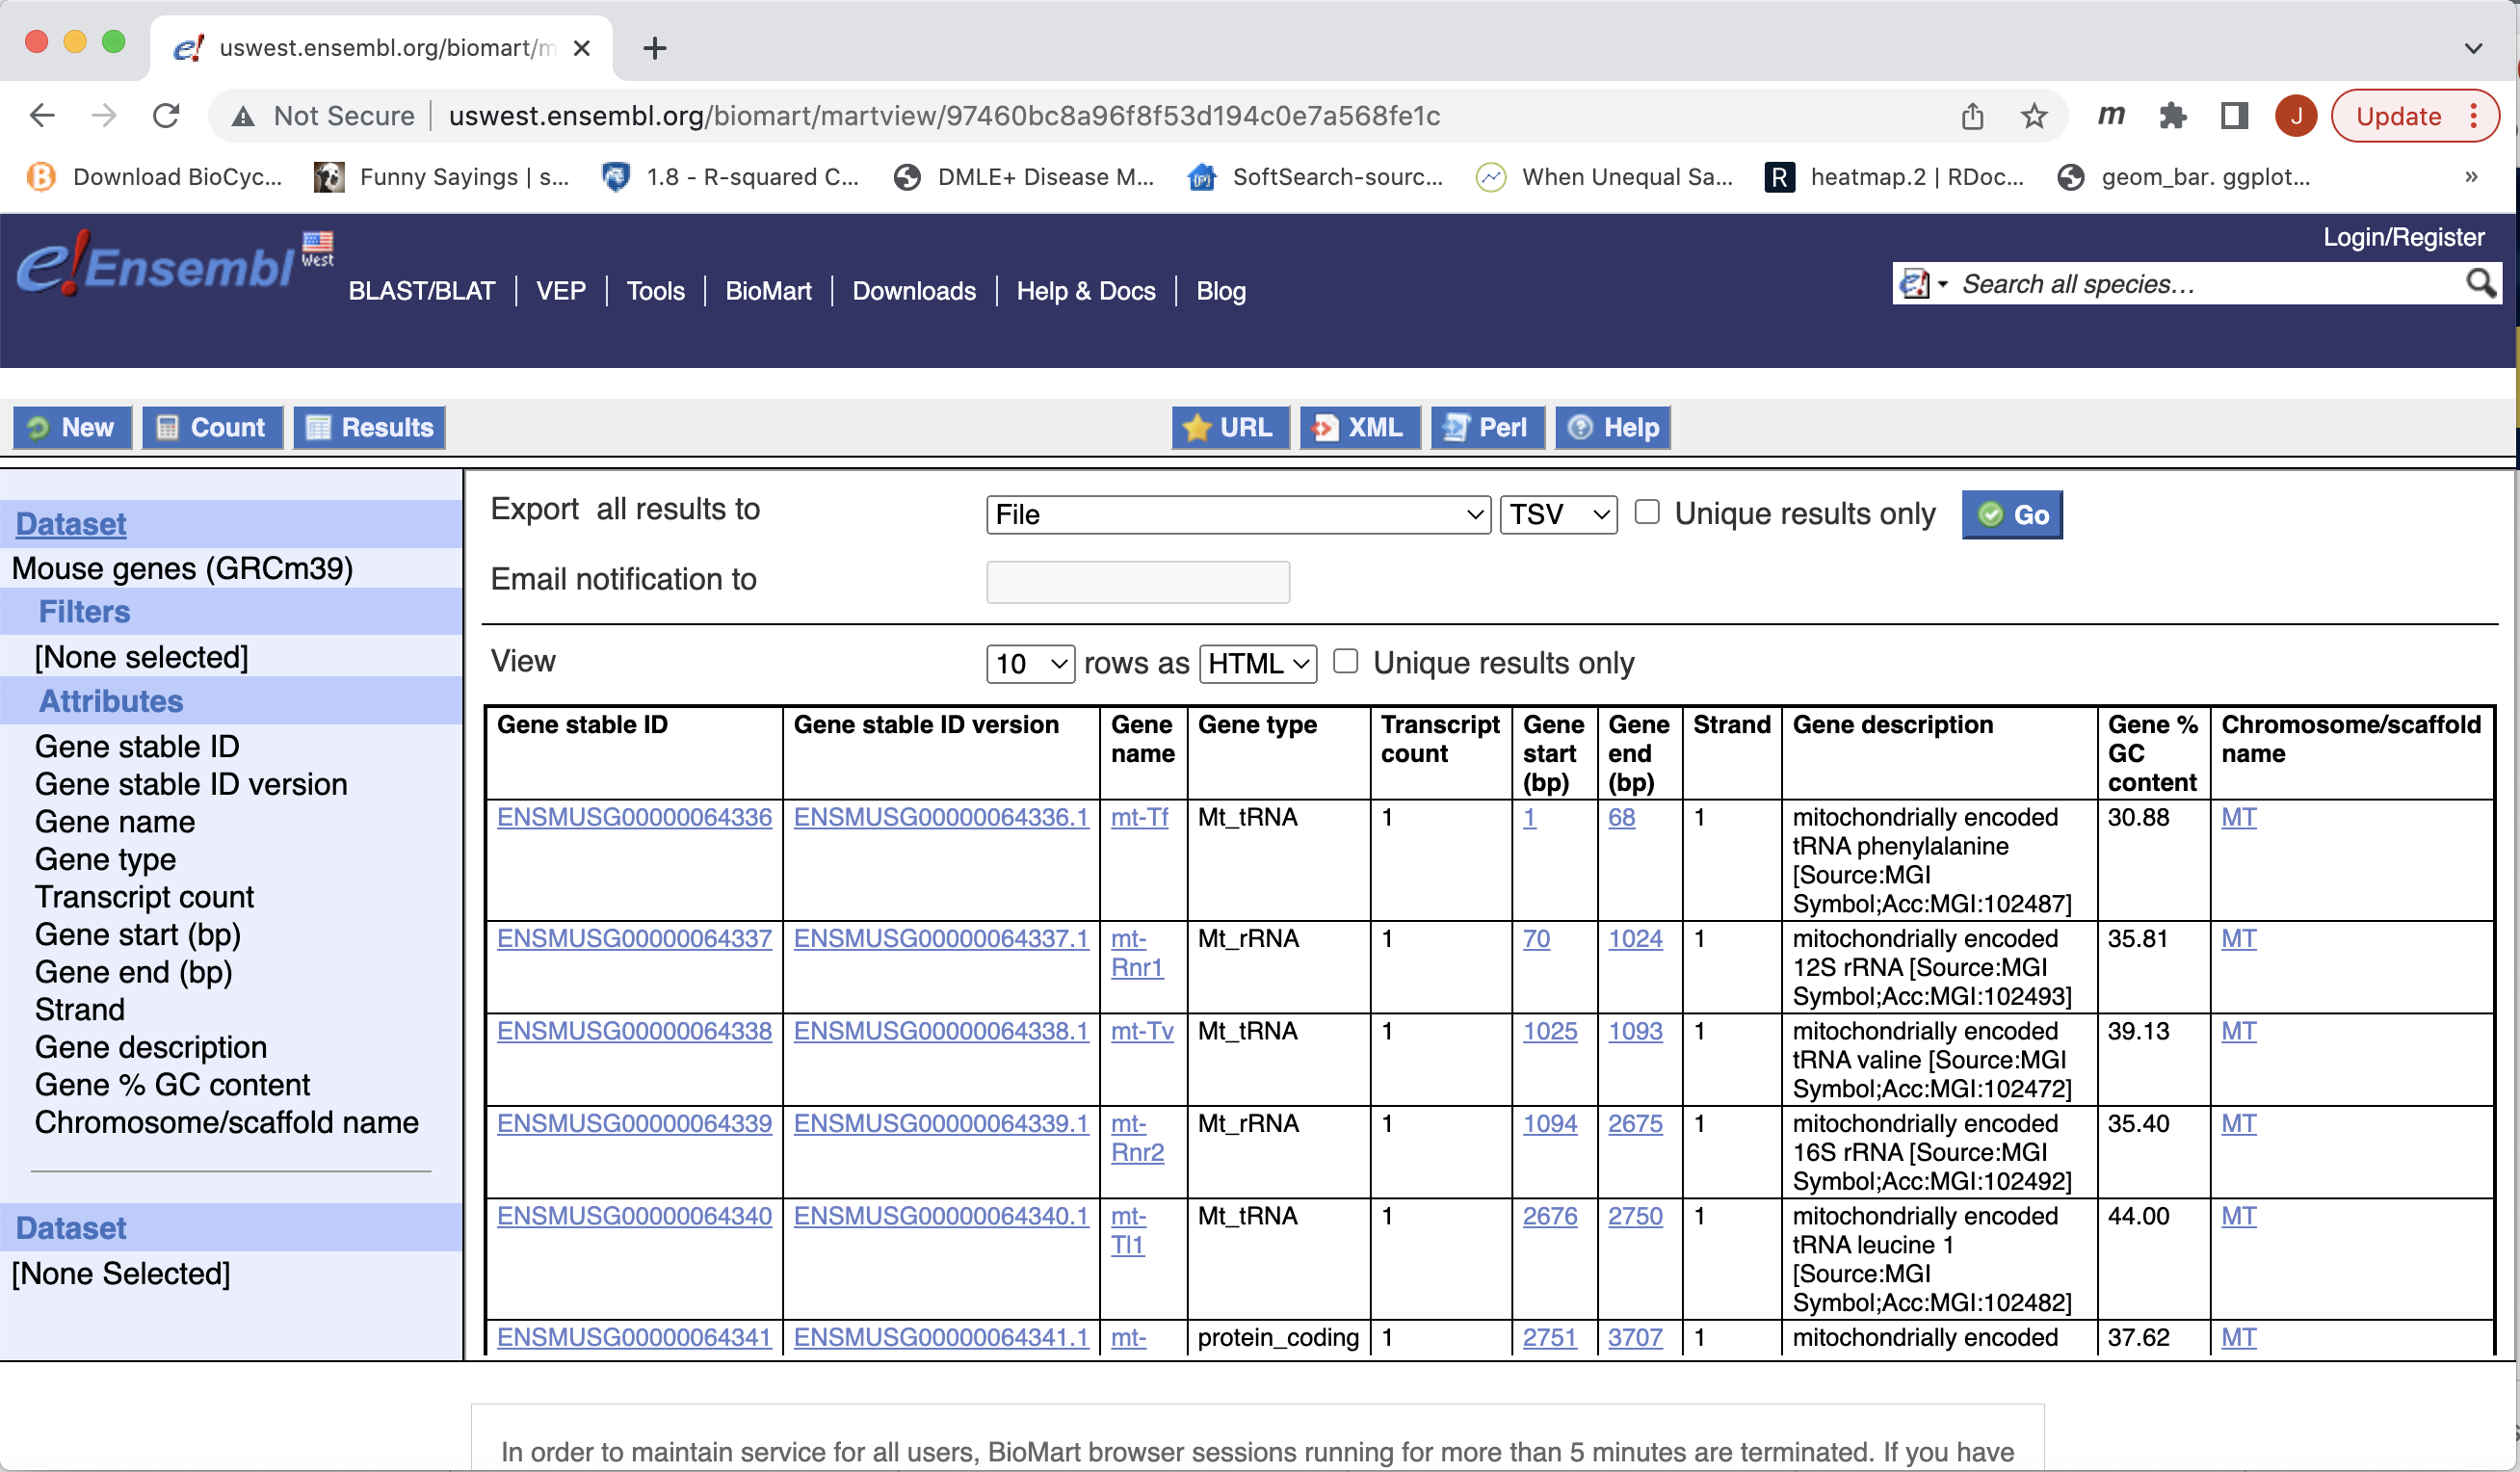 uswest.ensembl.org/biomart/m
Not Secure uswest.ensembl.org/biomart/martview/97460bc8a96f8f53d194c0e7a568fe1c
m
J
Update
Download BioCyc... Funny Sayings | s... 1.8 - R-squared C... DMLE+ Disease M... SoftSearch-sourc... When Unequal Sa... R heatmap.2 | RDoc... geom_bar. ggplot... »
Login/Register
e!Ensembl West
BLAST/BLAT VEP Tools BioMart Downloads Help & Docs Blog
e! Search all species...
New Count Results URL XML Perl Help
Dataset
Mouse genes (GRCm39)
Filters
[None selected]
Attributes
Gene stable ID
Gene stable ID version
Gene name
Gene type
Transcript count
Gene start (bp)
Gene end (bp)
Strand
Gene description
Gene % GC content
Chromosome/scaffold name
Dataset
[None Selected]
Export all results to File TSV Unique results only Go
Email notification to
View 10 rows as HTML Unique results only
Gene stable ID Gene stable ID version Gene Gene type Transcript Gene Gene Strand Gene description Gene % Chromosome/scaffold
name count start end GC name
(bp) (bp) content
ENSMUSG00000064336 ENSMUSG00000064336.1 mt-Tf Mt_tRNA 1 1 68 1 mitochondrially encoded 30.88 MT
tRNA phenylalanine
[Source:MGI
Symbol;Acc:MGI:102487]
ENSMUSG00000064337 ENSMUSG00000064337.1 mt- Mt_rRNA 1 70 1024 1 mitochondrially encoded 35.81 MT
Rnr1 12S rRNA [Source:MGI
Symbol;Acc:MGI:102493]
ENSMUSG00000064338 ENSMUSG00000064338.1 mt-Tv Mt_tRNA 1 1025 1093 1 mitochondrially encoded 39.13 MT
tRNA valine [Source:MGI
Symbol;Acc:MGI:102472]
ENSMUSG00000064339 ENSMUSG00000064339.1 mt- Mt_rRNA 1 1094 2675 1 mitochondrially encoded 35.40 MT
Rnr2 16S rRNA [Source:MGI
Symbol;Acc:MGI:102492]
ENSMUSG00000064340 ENSMUSG00000064340.1 mt- Mt_tRNA 1 2676 2750 1 mitochondrially encoded 44.00 MT
Tl1 tRNA leucine 1
[Source:MGI
Symbol;Acc:MGI:102482]
ENSMUSG00000064341 ENSMUSG00000064341.1 mt- protein_coding 1 2751 3707 1 mitochondrially encoded 37.62 MT
In order to maintain service for all users, BioMart browser sessions running for more than 5 minutes are terminated. If you have